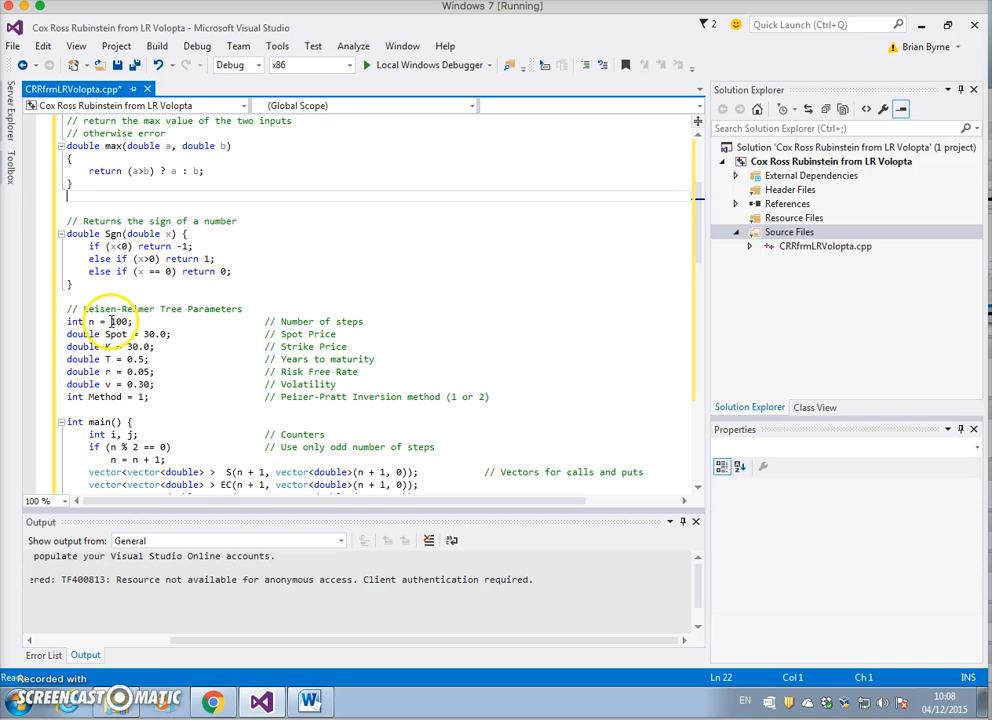 Windows 7 [Running]
Cox Ross Rubinstein from LR Volopta - Microsoft Visual Studio
2
Quick Launch (Ctrl+Q)
File Edit View Project Build Debug Team Tools Test Analyze Window Help
Brian Byrne
Debug x86 Local Windows Debugger
CRRfrmLRVolopta.cpp*
Cox Ross Rubinstein from LR Volopta (Global Scope)
Server Explorer
Toolbox
// return the max value of the two inputs
// otherwise error
double max(double a, double b)
{
return (a>b) ? a : b;
}
// Returns the sign of a number
double Sgn(double x) {
if (x<0) return -1;
else if (x>0) return 1;
else if (x == 0) return 0;
}
// Leisen-Reimer Tree Parameters
int n = 100; // Number of steps
double Spot = 30.0; // Spot Price
double K = 30.0; // Strike Price
double T = 0.5; // Years to maturity
double r = 0.05; // Risk Free Rate
double v = 0.30; // Volatility
int Method = 1; // Peizer-Pratt Inversion method (1 or 2)
int main() {
int i, j; // Counters
if (n % 2 == 0) // Use only odd number of steps
n = n + 1;
vector<vector<double> > S(n + 1, vector<double>(n + 1, 0)); // Vectors for calls and puts
vector<vector<double> > EC(n + 1, vector<double>(n + 1, 0));
100 %
Output
Show output from: General
populate your Visual Studio Online accounts.
ered: TF400813: Resource not available for anonymous access. Client authentication required.
Error List Output
Solution Explorer
Search Solution Explorer (Ctrl+;)
Solution 'Cox Ross Rubinstein from LR Volopta' (1 project)
Cox Ross Rubinstein from LR Volopta
External Dependencies
Header Files
References
Resource Files
Source Files
CRRfrmLRVolopta.cpp
Solution Explorer Class View
Properties
Ln 22 Col 1 Ch 1 INS
Recorded with
SCREENCAST MATIC
EN
10:08
04/12/2015